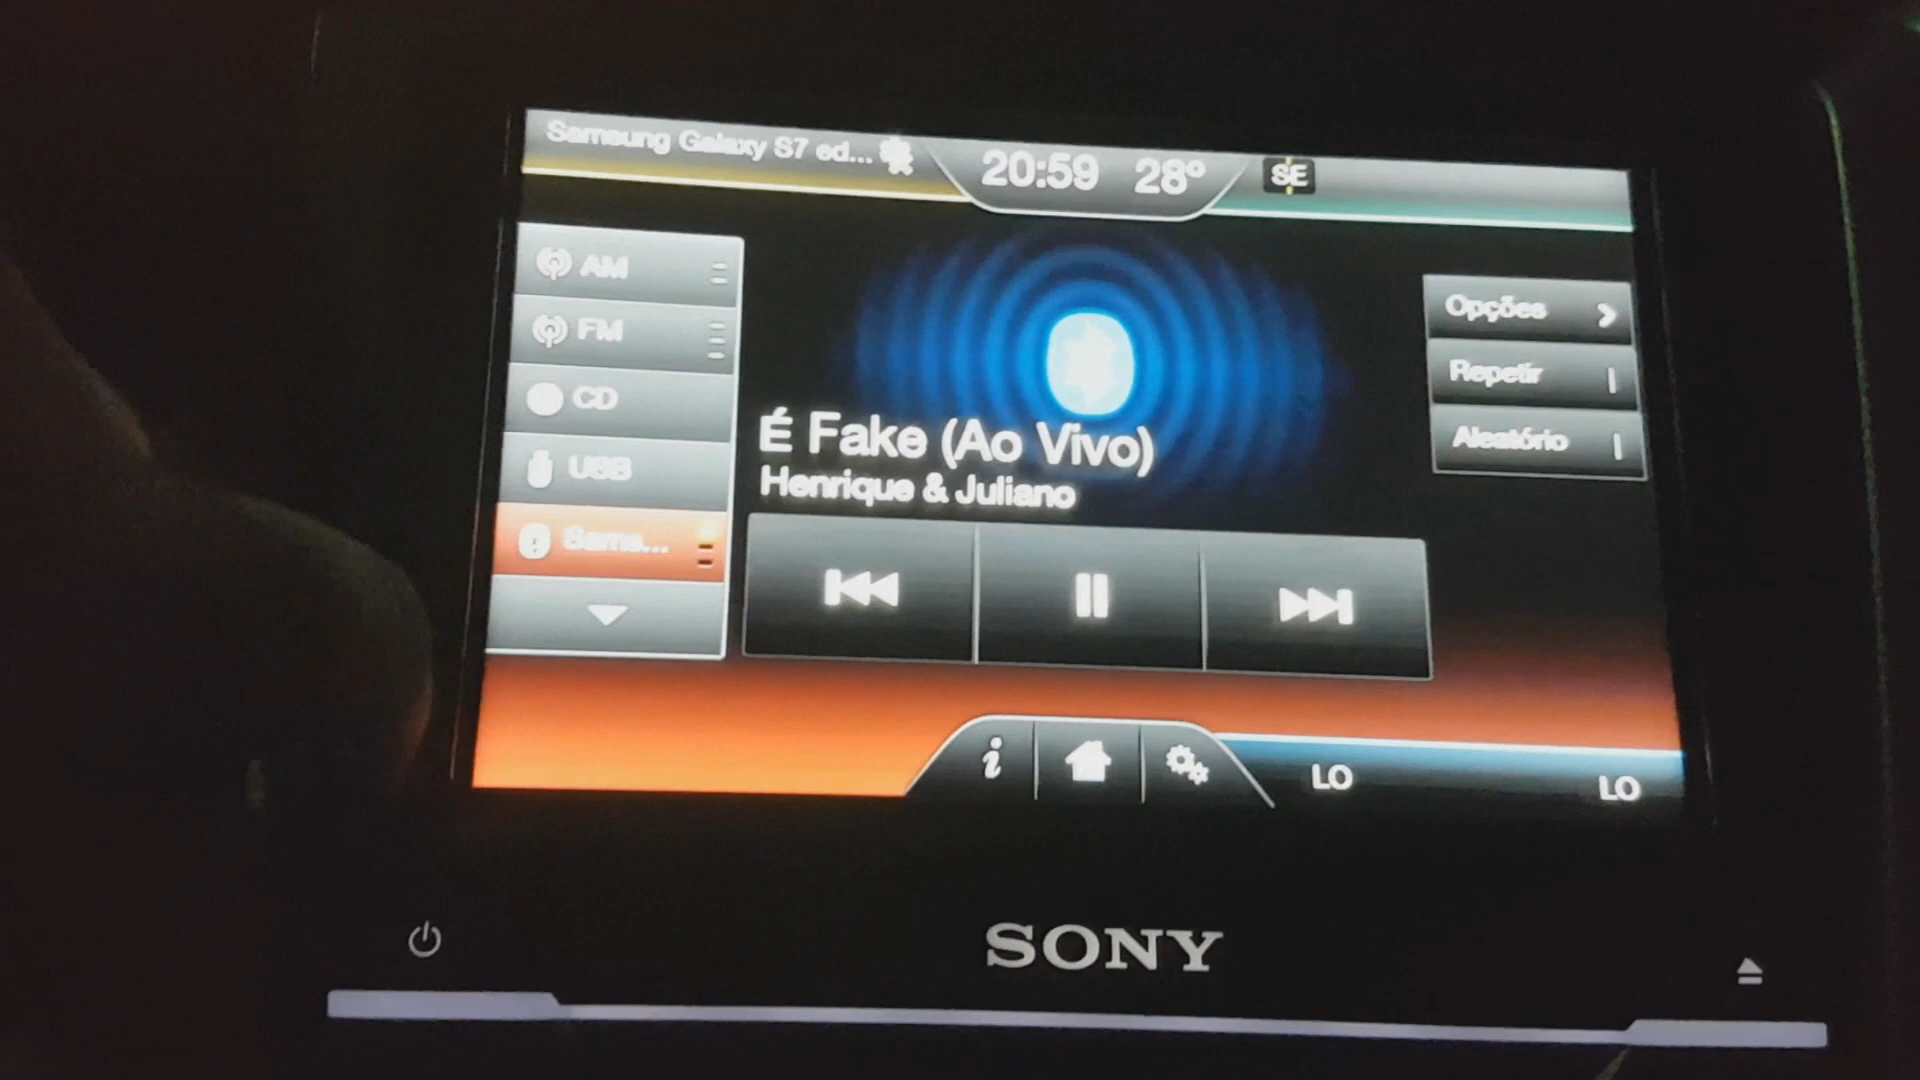 Samsung Galaxy S7 ed...
20:59 28º
SE
AM
FM
CD
USB
Sams...
Opções
Repetir
Aleatório
É Fake (Ao Vivo)
Henrique & Juliano
i
LO
LO
SONY